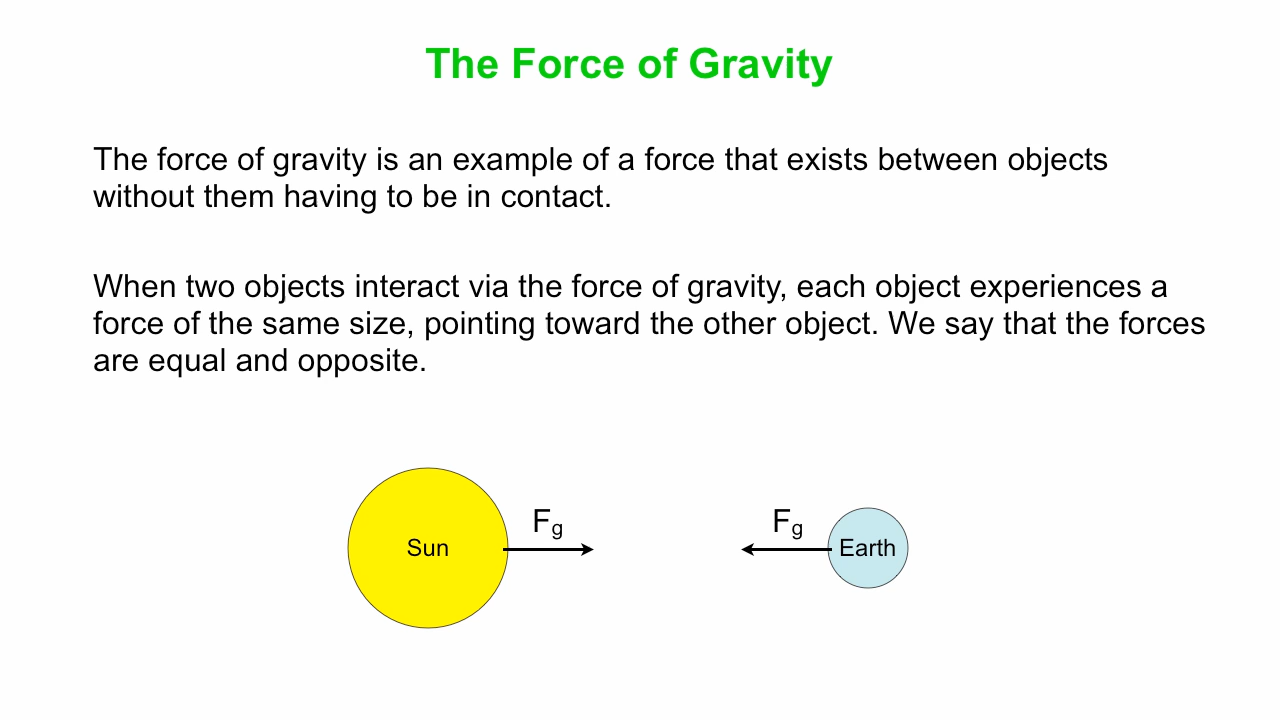 The Force of Gravity
The force of gravity is an example of a force that exists between objects
without them having to be in contact.
When two objects interact via the force of gravity, each object experiences a
force of the same size, pointing toward the other object. We say that the forces
are equal and opposite.
Fg Fg
Sun Earth